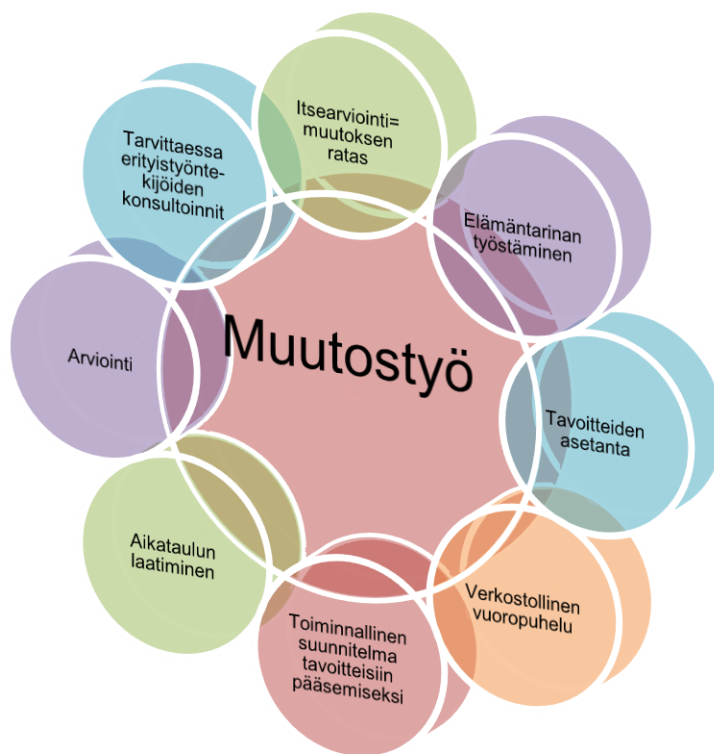 Itsearviointi=
muutoksen
ratas
Elämäntarinan
työstäminen
Tavoitteiden
asetanta
Verkostollinen
vuoropuhelu
Toiminnallinen
suunnitelma
tavoitteisiin
pääsemiseksi
Aikataulun
laatiminen
Arviointi
Tarvittaessa
erityistyönte-
kijöiden
konsultoinnit
Muutostyö